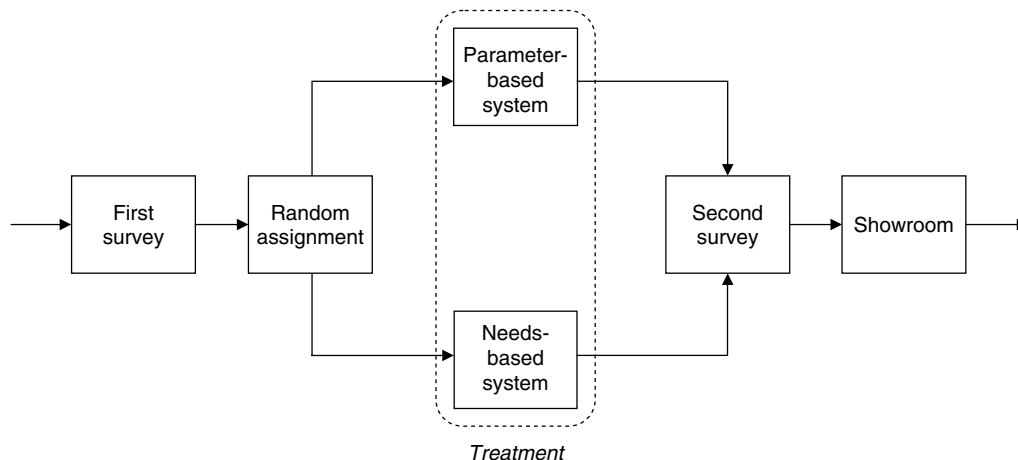 Parameter-
based
system
First
survey
Random
assignment
Second
survey
Showroom
Needs-
based
system
Treatment